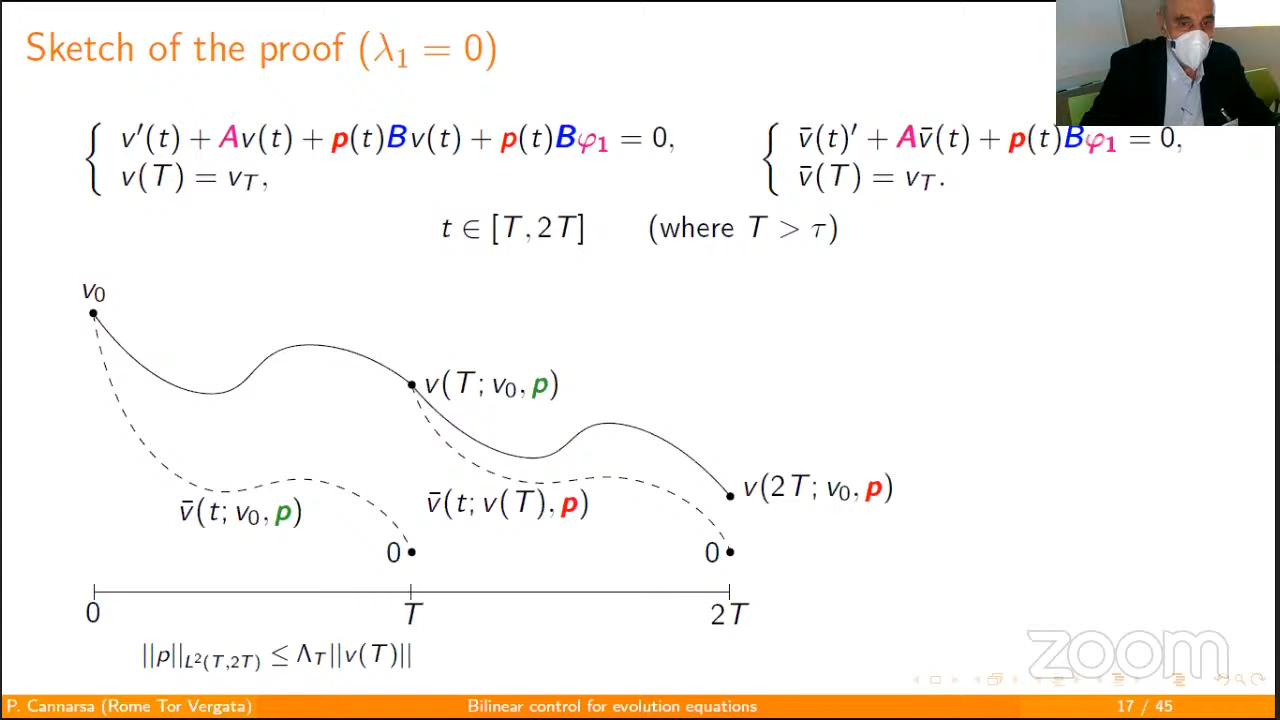 Sketch of the proof (λ₁ = 0)
v′(t) + Av(t) + p(t)Bv(t) + p(t)Bφ₁ = 0,
v(T) = v_T,
v̄(t)′ + Av̄(t) + p(t)Bφ₁ = 0,
v̄(T) = v_T.
t ∈ [T, 2T] (where T > τ)
v₀
v(T; v₀, p)
v(2T; v₀, p)
v̄(t; v₀, p)
v̄(t; v(T), p)
0
0
0
T
2T
||p||_{L²(T,2T)} ≤ Λ_T||v(T)||
zoom
P. Cannarsa (Rome Tor Vergata)
Bilinear control for evolution equations
17 / 45